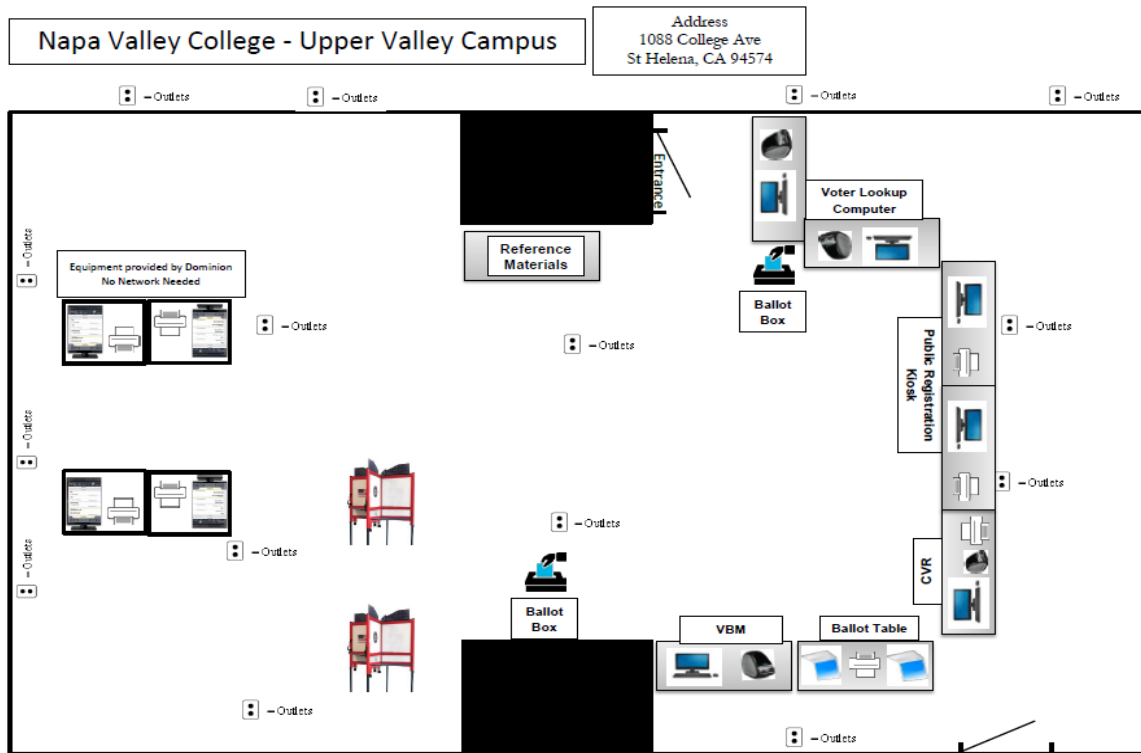 Napa Valley College - Upper Valley Campus
Address
1088 College Ave
St Helena, CA 94574
– Outlets
– Outlets
– Outlets
– Outlets
Entrance
Voter Lookup
Computer
– Outlets
Reference
Materials
Equipment provided by Dominion
No Network Needed
Ballot
Box
– Outlets
– Outlets
– Outlets
Public Registration
Kiosk
– Outlets
– Outlets
– Outlets
– Outlets
– Outlets
CVR
Ballot
Box
VBM
Ballot Table
– Outlets
– Outlets